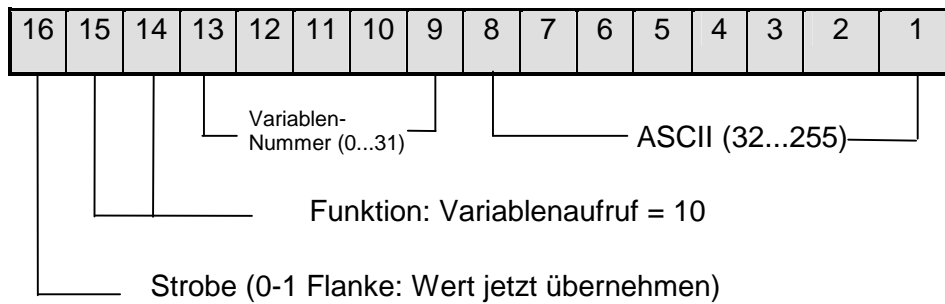 16 15 14 13 12 11 10 9 8 7 6 5 4 3 2 1
Variablen-
Nummer (0...31)
ASCII (32...255)
Funktion: Variablenaufruf = 10
Strobe (0-1 Flanke: Wert jetzt übernehmen)